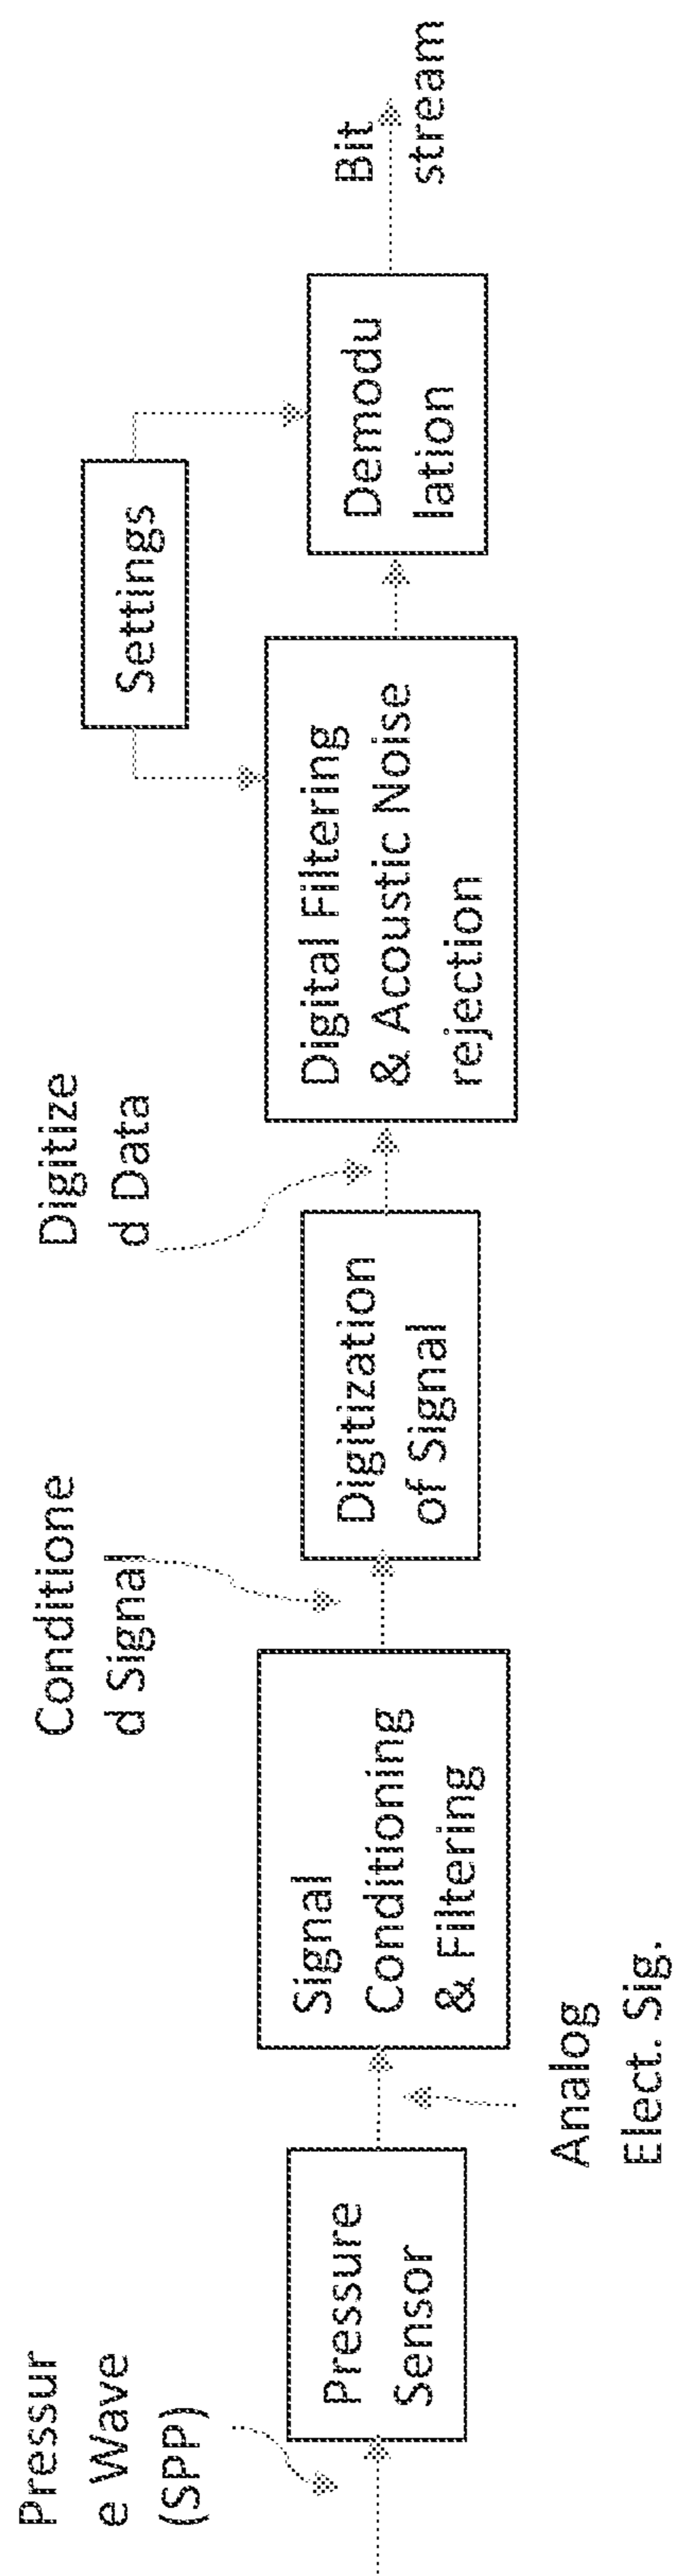 Pressur
e Wave
(SPP)
Pressure
Sensor
Analog
Elect. Sig.
Signal
Conditioning
& Filtering
Conditione
d Signal
Digitization
of Signal
Digitize
d Data
Digital Filtering
& Acoustic Noise
rejection
Settings
Demodu
lation
Bit
stream